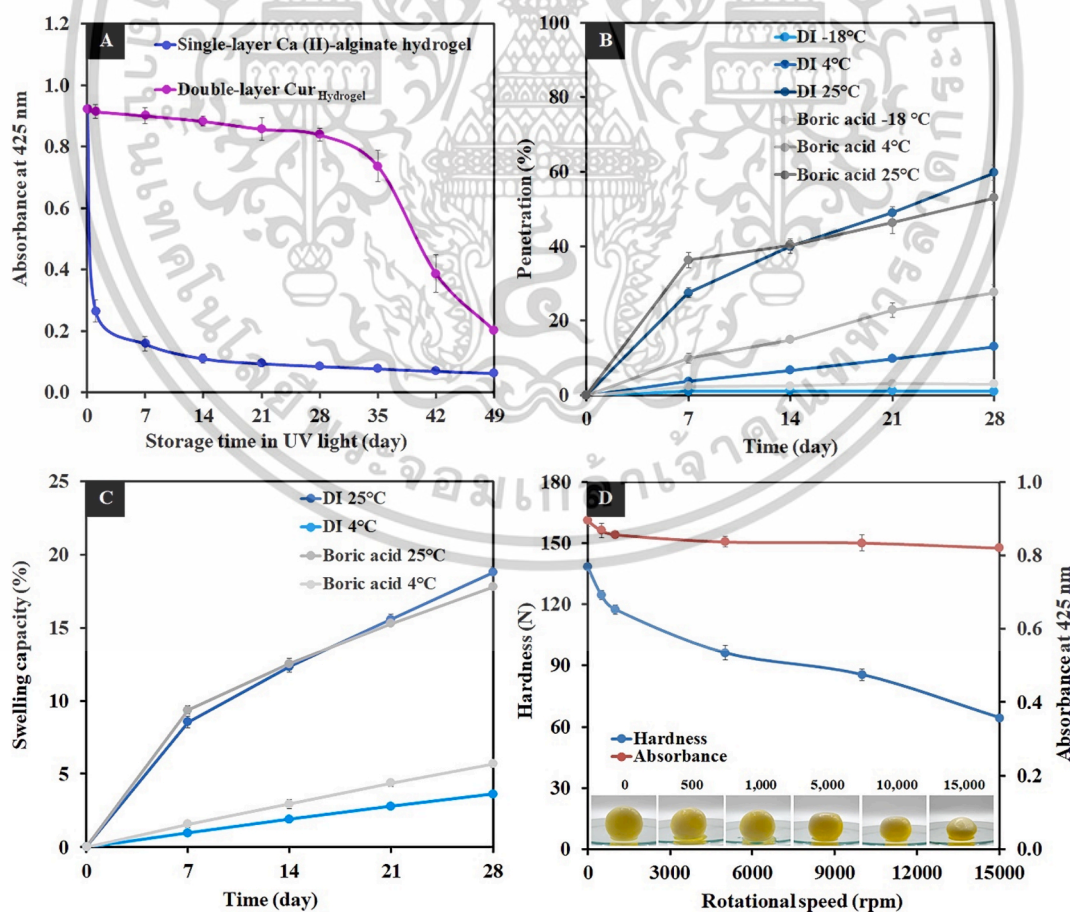 A
Single-layer Ca (II)-alginate hydrogel
Double-layer Cur Hydrogel
Absorbance at 425 nm
1.2
1.0
0.8
0.6
0.4
0.2
0.0
0 7 14 21 28 35 42 49
Storage time in UV light (day)
B
DI -18°C
DI 4°C
DI 25°C
Boric acid -18 °C
Boric acid 4°C
Boric acid 25°C
Penetration (%)
100
80
60
40
20
0
0 7 14 21 28
Time (day)
C
DI 25°C
DI 4°C
Boric acid 25°C
Boric acid 4°C
Swelling capacity (%)
25
20
15
10
5
0
0 7 14 21 28
Time (day)
D
Hardness (N)
180
150
120
90
60
30
0
Hardness
Absorbance
0 500 1,000 5,000 10,000 15,000
0 3000 6000 9000 12000 15000
Rotational speed (rpm)
1.0
0.8
0.6
0.4
0.2
0.0
Absorbance at 425 nm